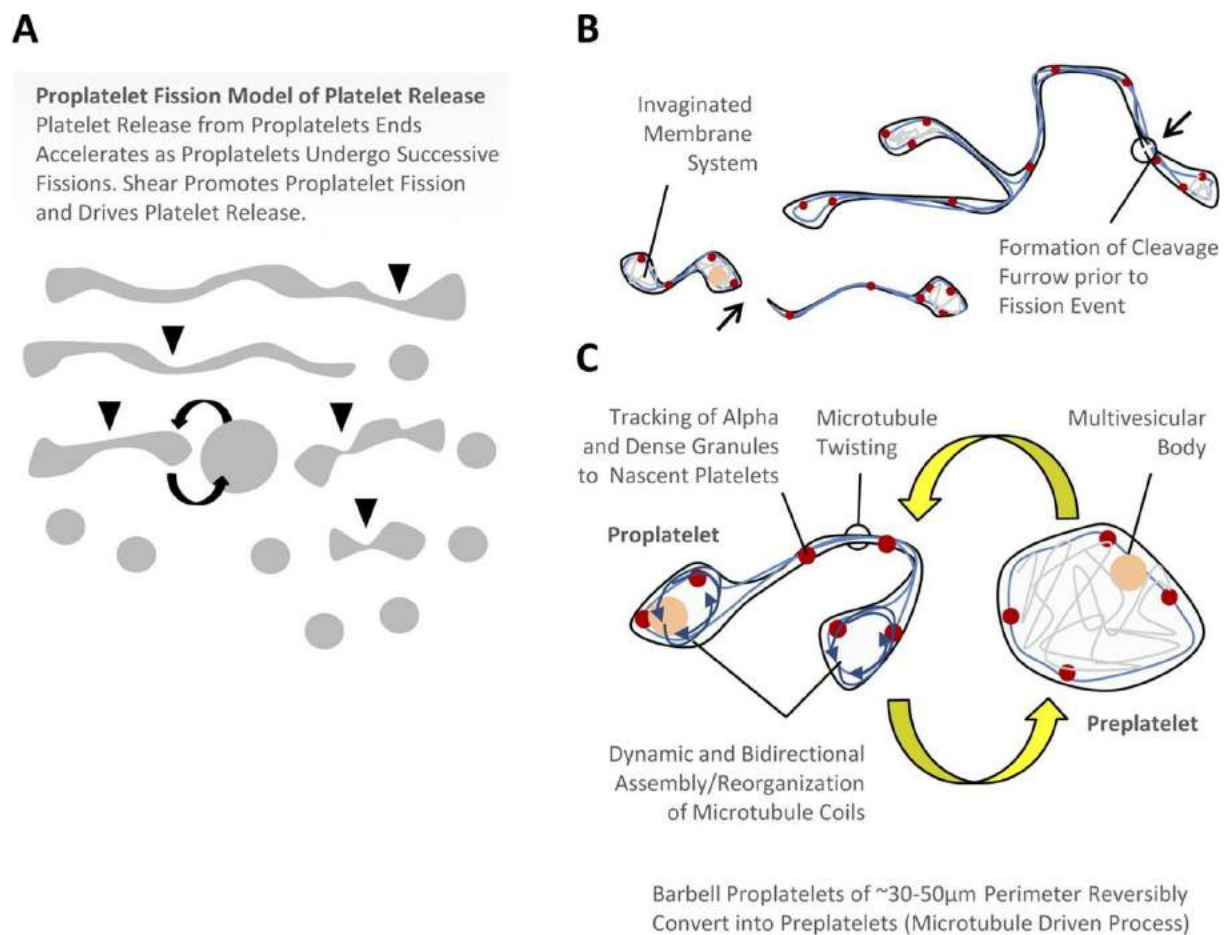 A
Proplatelet Fission Model of Platelet Release
Platelet Release from Proplatelets Ends
Accelerates as Proplatelets Undergo Successive
Fissions. Shear Promotes Proplatelet Fission
and Drives Platelet Release.
B
Invaginated
Membrane
System
Formation of Cleavage
Furrow prior to
Fission Event
C
Tracking of Alpha
and Dense Granules
to Nascent Platelets
Microtubule
Twisting
Multivesicular
Body
Proplatelet
Preplatelet
Dynamic and Bidirectional
Assembly/Reorganization
of Microtubule Coils
Barbell Proplatelets of ~30-50µm Perimeter Reversibly
Convert into Preplatelets (Microtubule Driven Process)